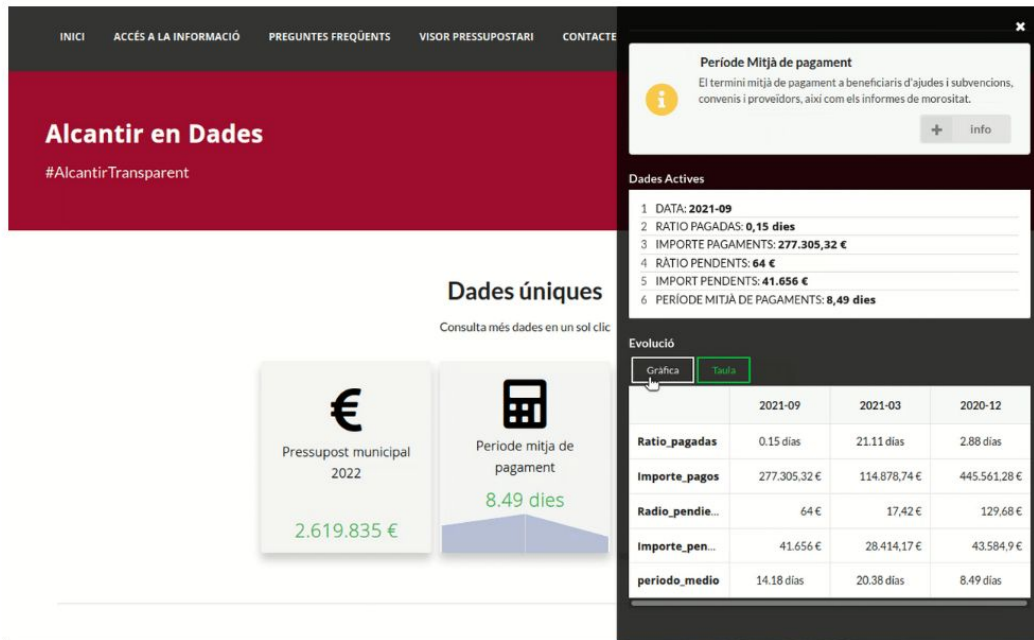 INICI ACCÉS A LA INFORMACIÓ PREGUNTES FREQÜENTS VISOR PRESSUPOSTARI CONTACTE
Alcantir en Dades
#AlcantirTransparent
Dades úniques
Consulta més dades en un sol clic
€
Pressupost municipal
2022
2.619.835 €
Periode mitja de
pagament
8.49 dies
Període Mitjà de pagament
El termini mitjà de pagament a beneficiaris d'ajudes i subvencions,
convenis i proveïdors, així com els informes de morositat.
+ info
Dades Actives
1 DATA: 2021-09
2 RATIO PAGADAS: 0,15 dies
3 IMPORTE PAGAMENTS: 277.305,32 €
4 RÀTIO PENDENTS: 64 €
5 IMPORT PENDENTS: 41.656 €
6 PERÍODE MITJÀ DE PAGAMENTS: 8,49 dies
Evolució
Gràfica Taula
2021-09 2021-03 2020-12
Ratio_pagadas 0.15 días 21.11 días 2.88 días
Importe_pagos 277.305,32 € 114.878,74 € 445.561,28 €
Radio_pendie... 64 € 17,42 € 129,68 €
Importe_pen... 41.656 € 28.414,17 € 43.584,9 €
periodo_medio 14.18 días 20.38 días 8.49 días